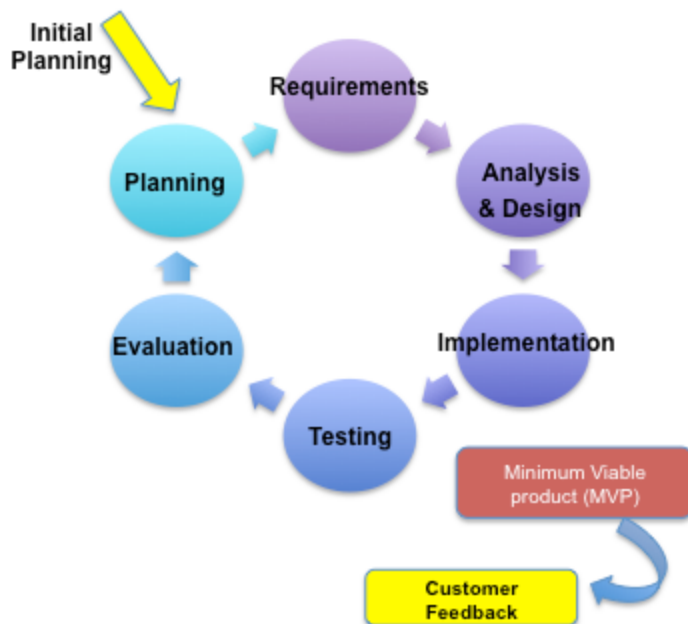 Initial
Planning
Requirements
Planning
Analysis
& Design
Evaluation
Implementation
Testing
Minimum Viable
product (MVP)
Customer
Feedback